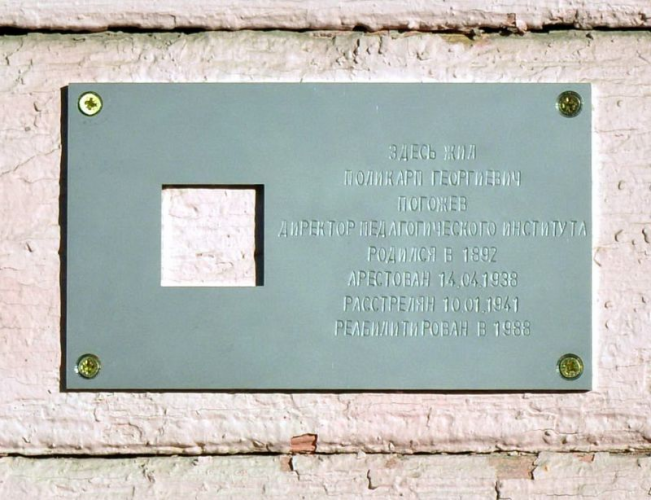 ЗДЕСЬ ЖИЛ
ПОЛИКАРП ГЕОРГИЕВИЧ
ПОГОЖЕВ
ДИРЕКТОР ПЕДАГОГИЧЕСКОГО ИНСТИТУТА
РОДИЛСЯ В 1892
АРЕСТОВАН 14.04.1938
РАССТРЕЛЯН 10.01.1941
РЕАБИЛИТИРОВАН В 1988